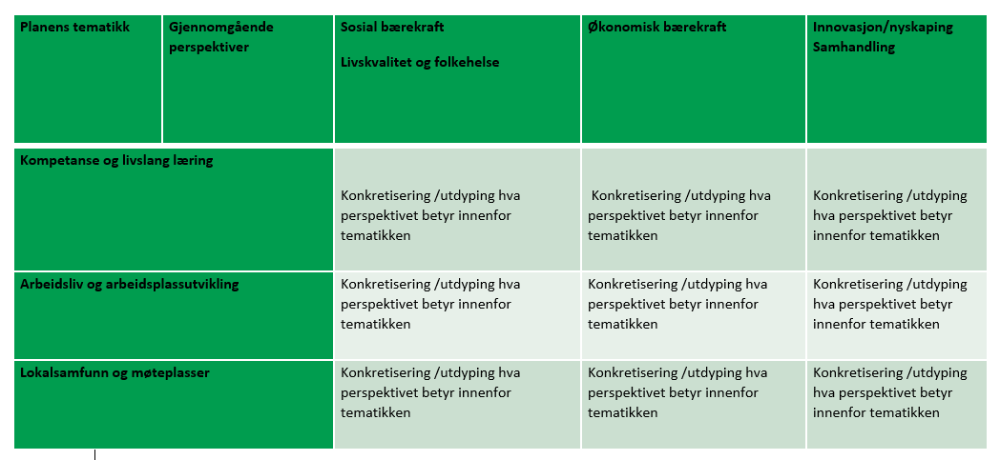 Planens tematikk
Gjennomgående
perspektiver
Sosial bærekraft
Livskvalitet og folkehelse
Økonomisk bærekraft
Innovasjon/nyskaping
Samhandling
Kompetanse og livslang læring
Konkretisering /utdyping hva
perspektivet betyr innenfor
tematikken
Konkretisering /utdyping hva
perspektivet betyr innenfor
tematikken
Konkretisering /utdyping
hva perspektivet betyr
innenfor tematikken
Arbeidsliv og arbeidsplassutvikling
Konkretisering /utdyping hva
perspektivet betyr innenfor
tematikken
Konkretisering /utdyping hva
perspektivet betyr innenfor
tematikken
Konkretisering /utdyping
hva perspektivet betyr
innenfor tematikken
Lokalsamfunn og møteplasser
Konkretisering /utdyping hva
perspektivet betyr innenfor
tematikken
Konkretisering /utdyping hva
perspektivet betyr innenfor
tematikken
Konkretisering /utdyping
hva perspektivet betyr
innenfor tematikken